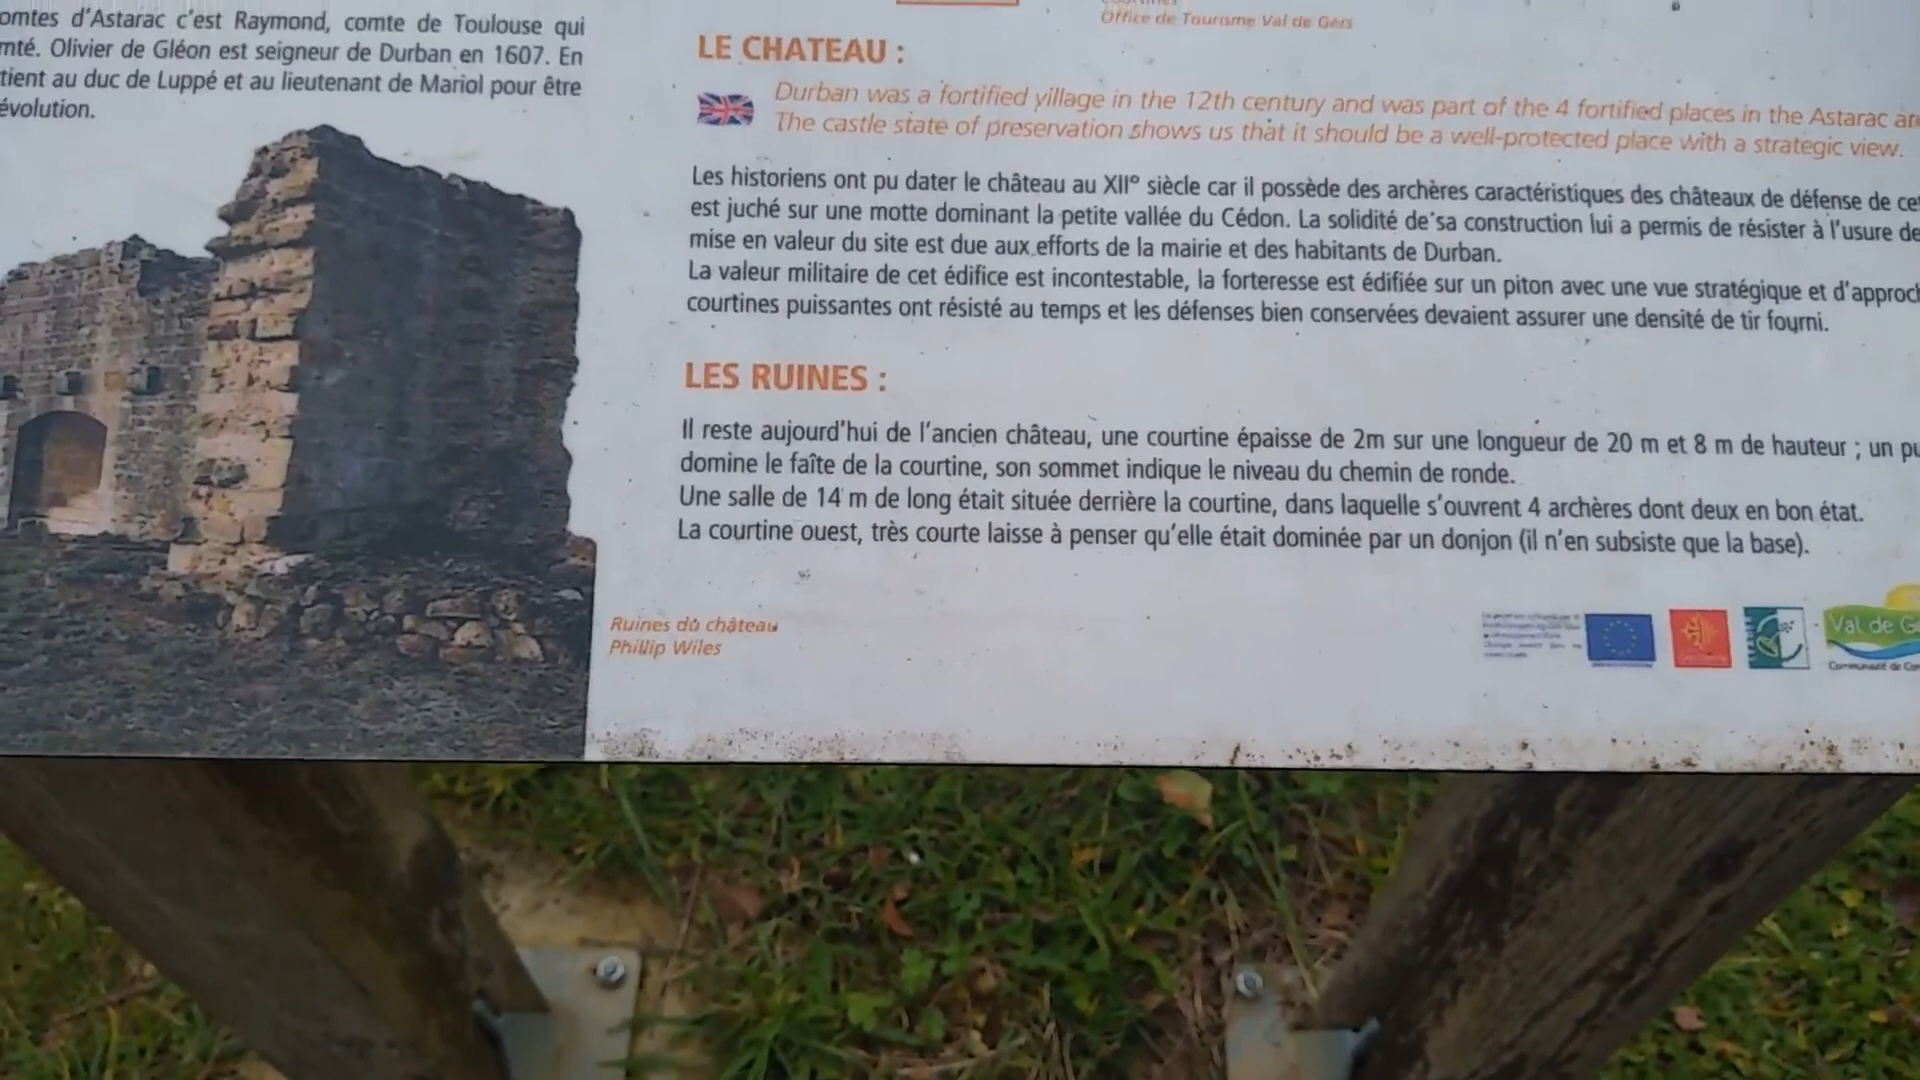 omtes d'Astarac c'est Raymond, comte de Toulouse qui
mté. Olivier de Gléon est seigneur de Durban en 1607. En
tient au duc de Luppé et au lieutenant de Mariol pour être
évolution.
Office de Tourisme Val de Gers
LE CHATEAU :
Durban was a fortified yillage in the 12th century and was part of the 4 fortified places in the Astarac an
The castle state of preservation shows us that it should be a well-protected place with a strategic view.
Les historiens ont pu dater le château au XII° siècle car il possède des archères caractéristiques des châteaux de défense de cet
est juché sur une motte dominant la petite vallée du Cédon. La solidité de sa construction lui a permis de résister à l'usure de
mise en valeur du site est due aux efforts de la mairie et des habitants de Durban.
La valeur militaire de cet édifice est incontestable, la forteresse est édifiée sur un piton avec une vue stratégique et d'approch
courtines puissantes ont résisté au temps et les défenses bien conservées devaient assurer une densité de tir fourni.
LES RUINES :
Il reste aujourd'hui de l'ancien château, une courtine épaisse de 2m sur une longueur de 20 m et 8 m de hauteur ; un pu
domine le faîte de la courtine, son sommet indique le niveau du chemin de ronde.
Une salle de 14 m de long était située derrière la courtine, dans laquelle s'ouvrent 4 archères dont deux en bon état.
La courtine ouest, très courte laisse à penser qu'elle était dominée par un donjon (il n'en subsiste que la base).
Ruines du château
Phillip Wiles
Val de G
Communauté de Com